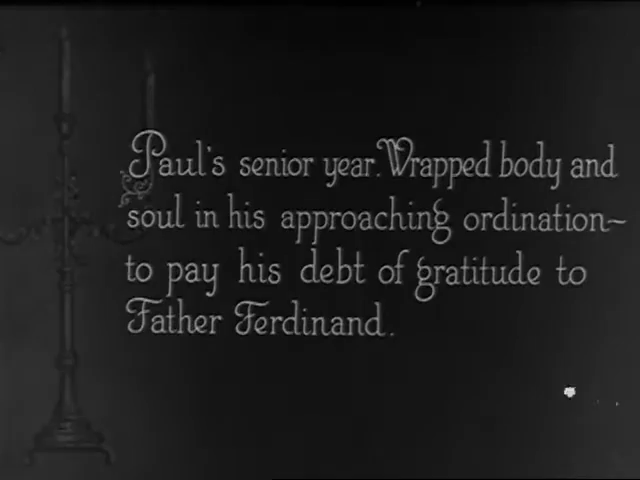 Paul's senior year. Wrapped body and
soul in his approaching ordination—
to pay his debt of gratitude to
Father Ferdinand.